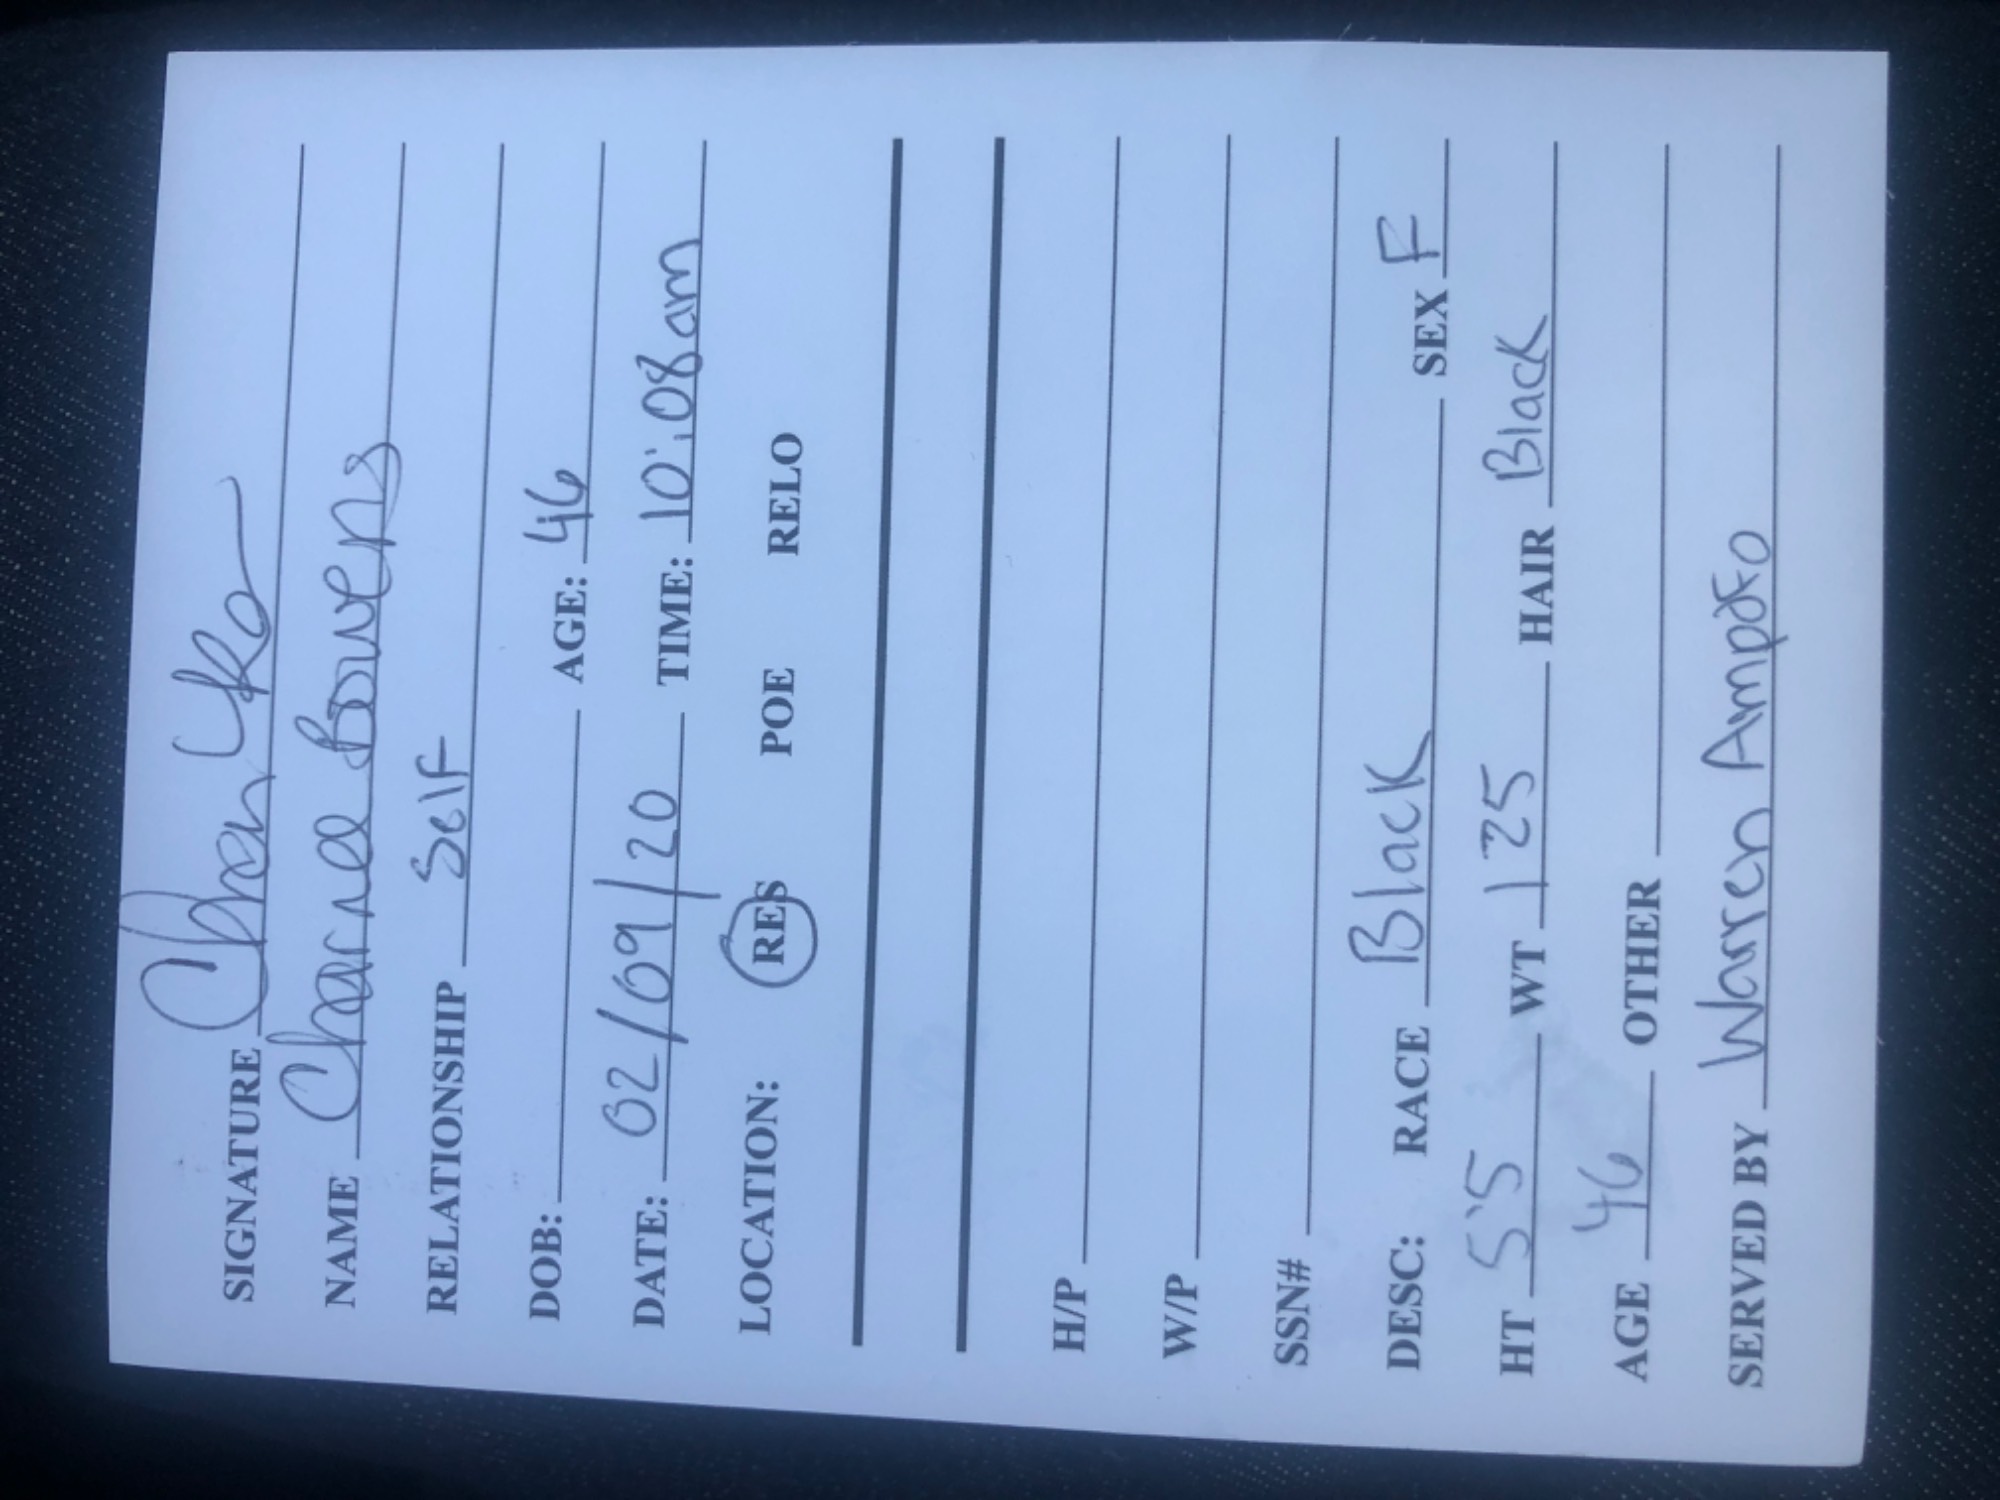 SIGNATURE
NAME Charnee Bowens
RELATIONSHIP Self
DOB: AGE: 46
DATE: 02/09/20 TIME: 10:08am
LOCATION: RES POE RELO
H/P
W/P
SSN#
DESC: RACE Black SEX F
HT 5'5 WT 125 HAIR Black
AGE 46 OTHER
SERVED BY Warren Ampofo